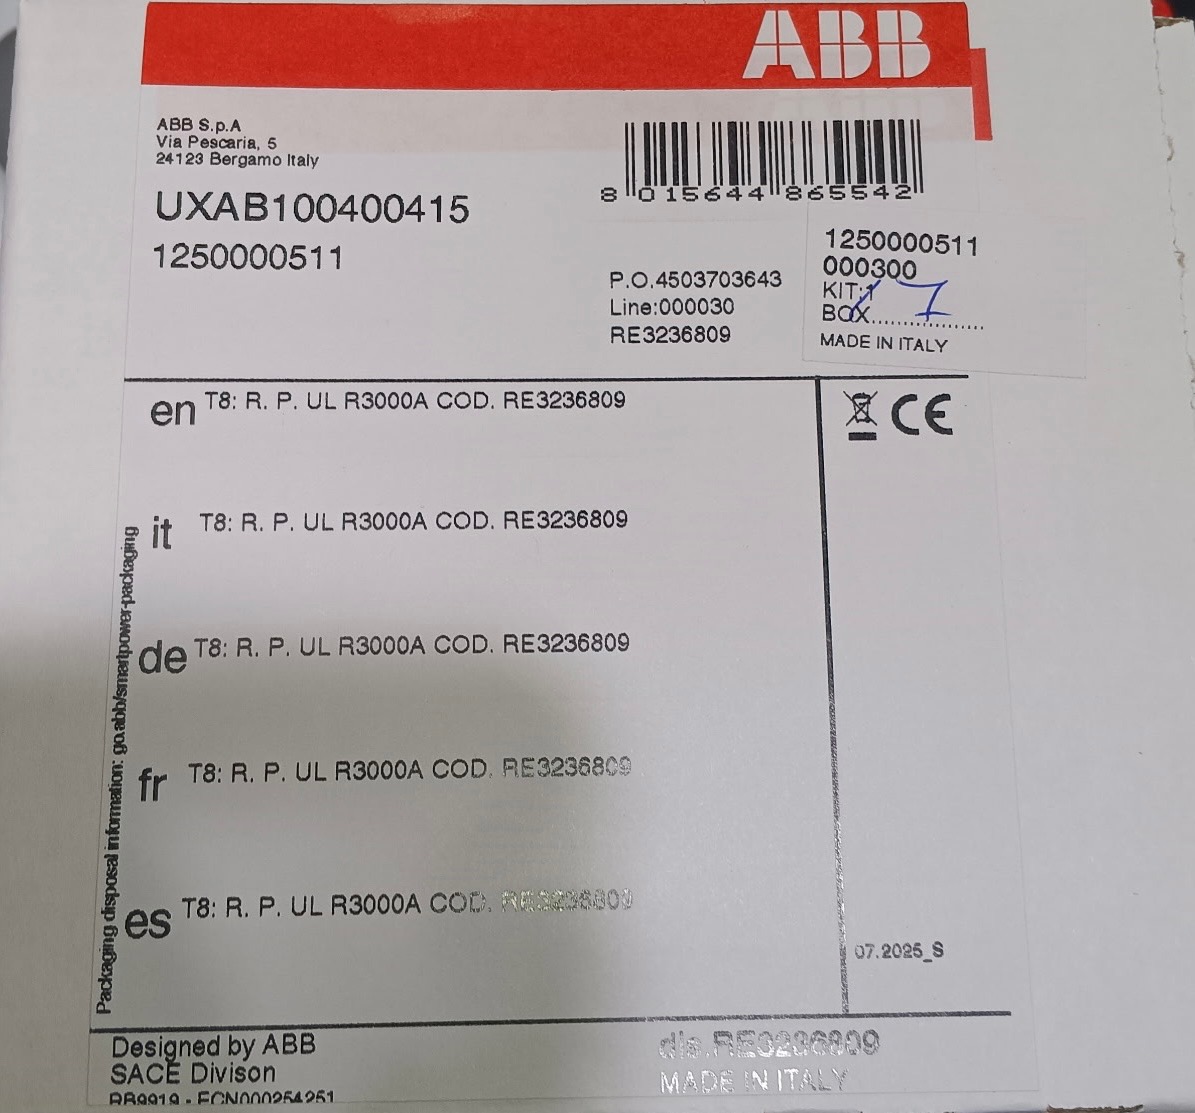 ABB
ABB S.p.A
Via Pescaria, 5
24123 Bergamo Italy
UXAB100400415
1250000511
8 015644 865542
P.O.4503703643
Line:000030
RE3236809
1250000511
000300
KIT:1 7
BOX....................
MADE IN ITALY
en T8: R. P. UL R3000A COD. RE3236809
CE
it T8: R. P. UL R3000A COD. RE3236809
de T8: R. P. UL R3000A COD. RE3236809
fr T8: R. P. UL R3000A COD. RE3236809
es T8: R. P. UL R3000A COD. RE3236809
Packaging disposal information: go.abb/smartpower-packaging
07.2025_S
Designed by ABB
SACE Divison
RB9919 - ECN000254251
dis.RE3236809
MADE IN ITALY